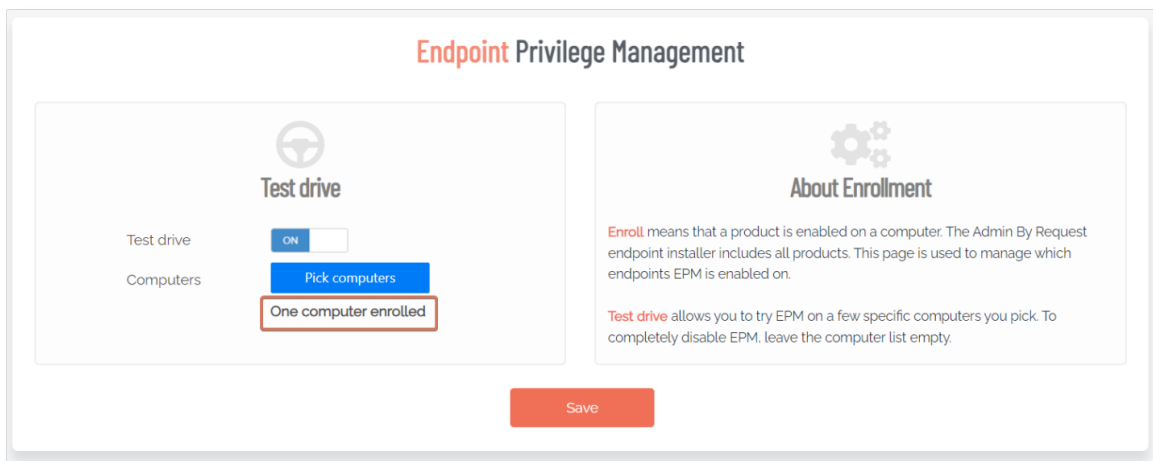 Endpoint Privilege Management
Test drive
Test drive
ON
Computers
Pick computers
One computer enrolled
About Enrollment
Enroll means that a product is enabled on a computer. The Admin By Request
endpoint installer includes all products. This page is used to manage which
endpoints EPM is enabled on.
Test drive allows you to try EPM on a few specific computers you pick. To
completely disable EPM, leave the computer list empty.
Save